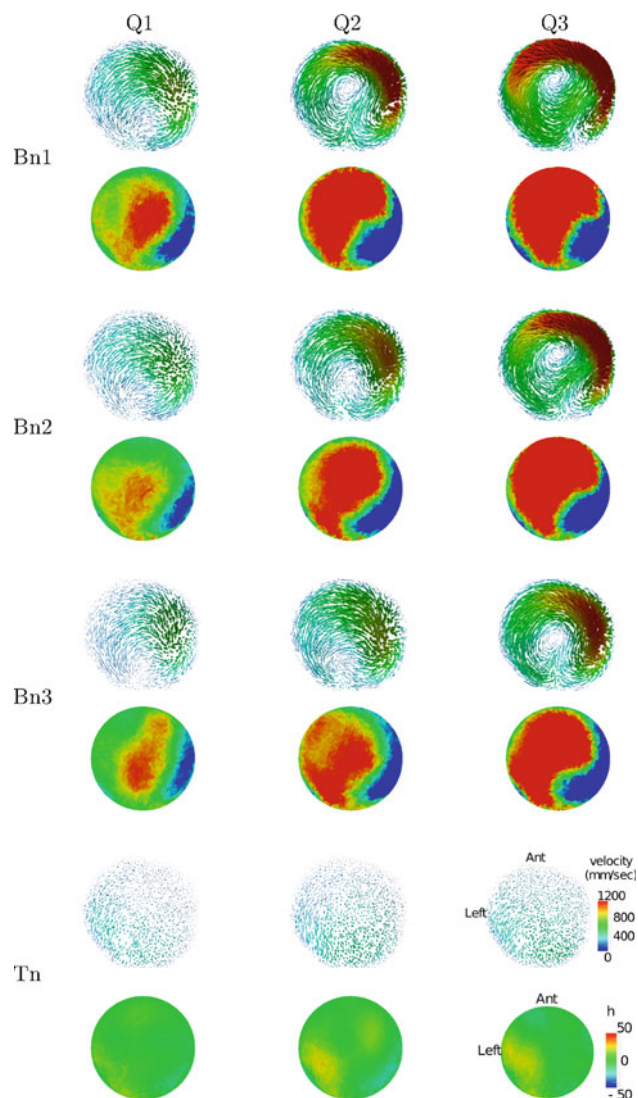 Q1 Q2 Q3
Bn1
Bn2
Bn3
Tn
Ant
Left
velocity
(mm/sec)
1200
800
400
0
Ant
Left
h
50
0
- 50